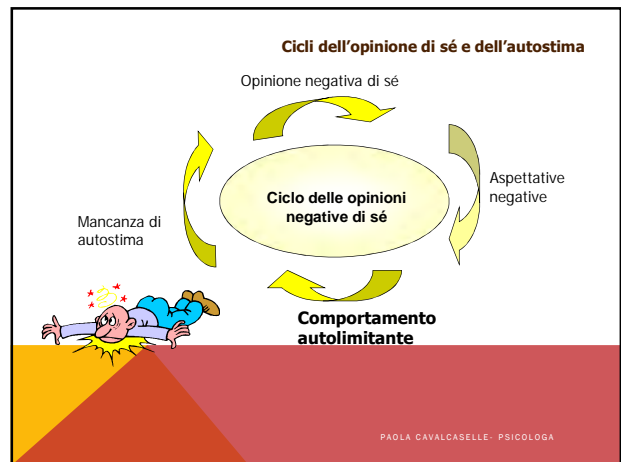 Cicli dell'opinione di sé e dell'autostima
Opinione negativa di sé
Aspettative
negative
Ciclo delle opinioni
negative di sé
Mancanza di
autostima
Comportamento
autolimitante
PAOLA CAVALCASELLE- PSICOLOGA